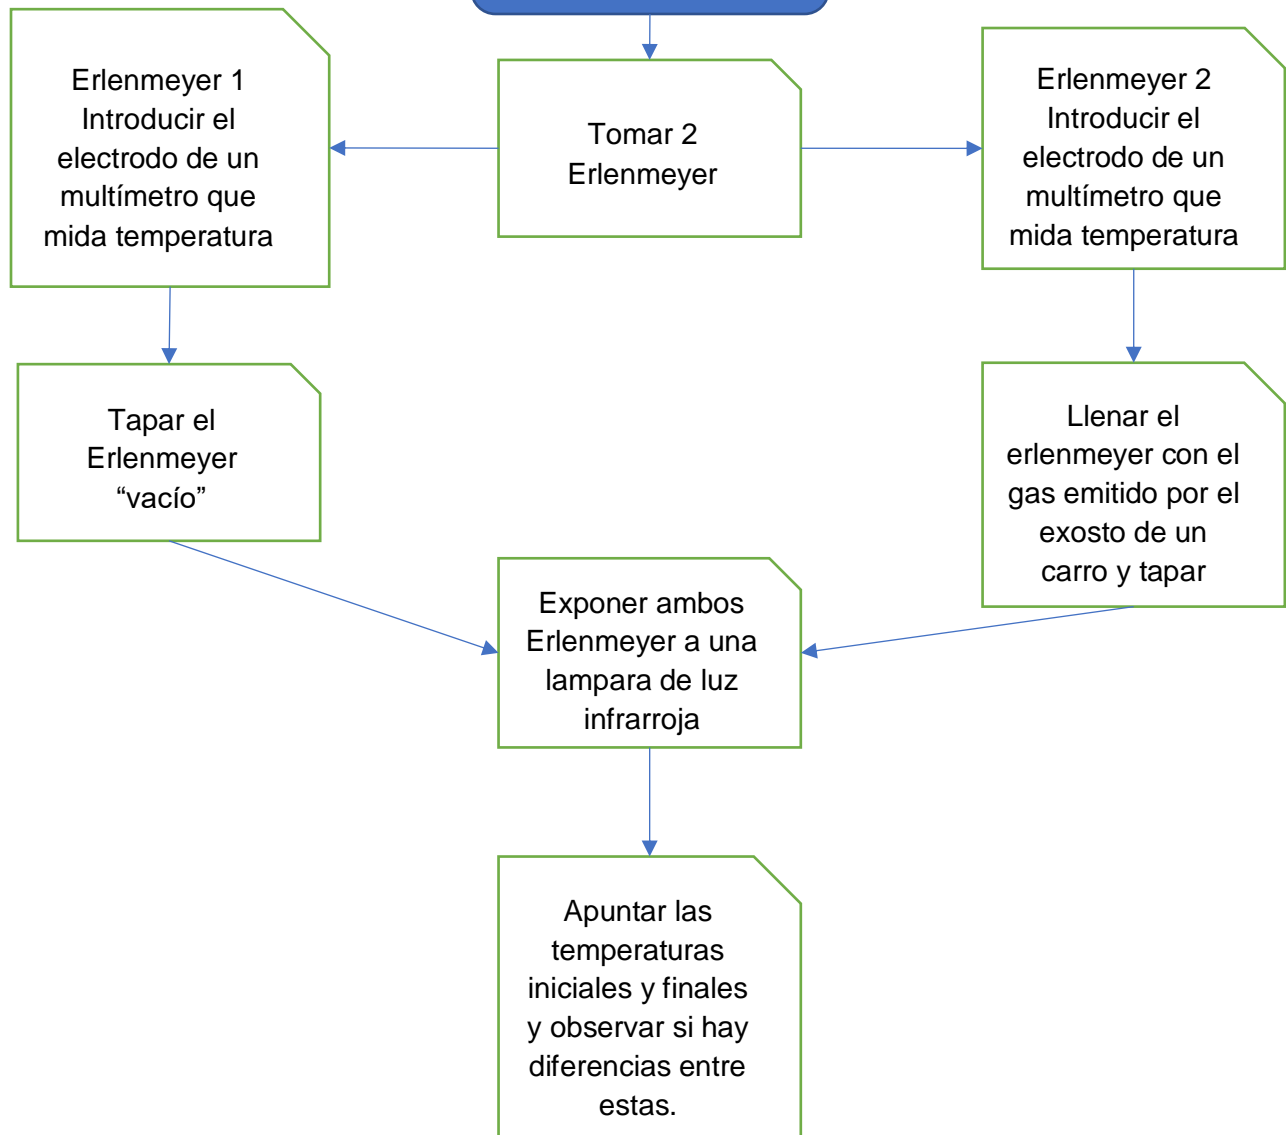 Tomar 2
Erlenmeyer
Erlenmeyer 1
Introducir el
electrodo de un
multímetro que
mida temperatura
Erlenmeyer 2
Introducir el
electrodo de un
multímetro que
mida temperatura
Tapar el
Erlenmeyer
“vacío”
Llenar el
erlenmeyer con el
gas emitido por el
exosto de un
carro y tapar
Exponer ambos
Erlenmeyer a una
lampara de luz
infrarroja
Apuntar las
temperaturas
iniciales y finales
y observar si hay
diferencias entre
estas.